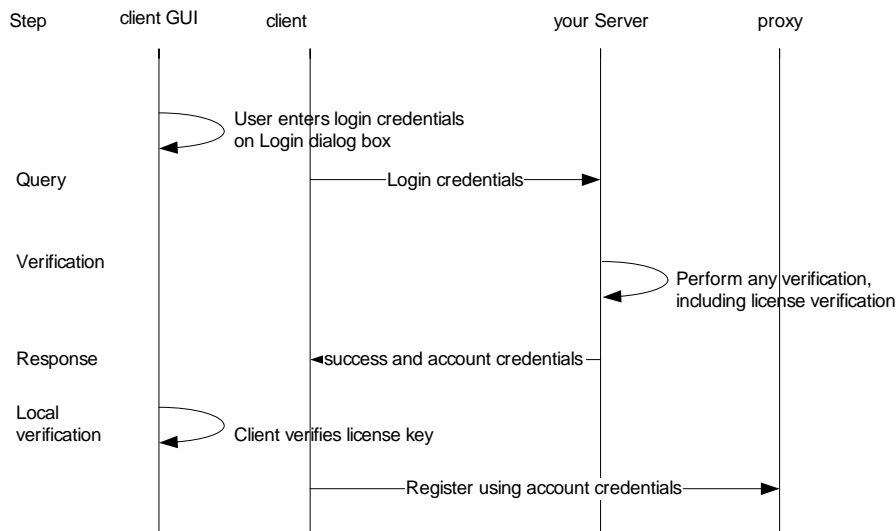 Step
client GUI
client
your Server
proxy
User enters login credentials
on Login dialog box
Query
Login credentials
Verification
Perform any verification,
including license verification
Response
success and account credentials
Local
verification
Client verifies license key
Register using account credentials